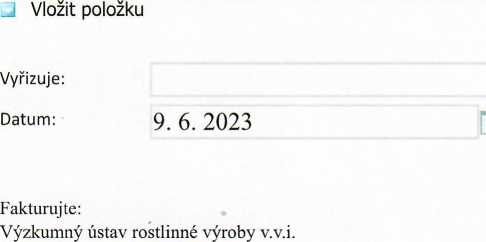 Vložit položku
Vyřizuje:
Datum: 9. 6. 2023
Fakturujte:
Výzkumný ústav rostlinné výroby v.v.i.